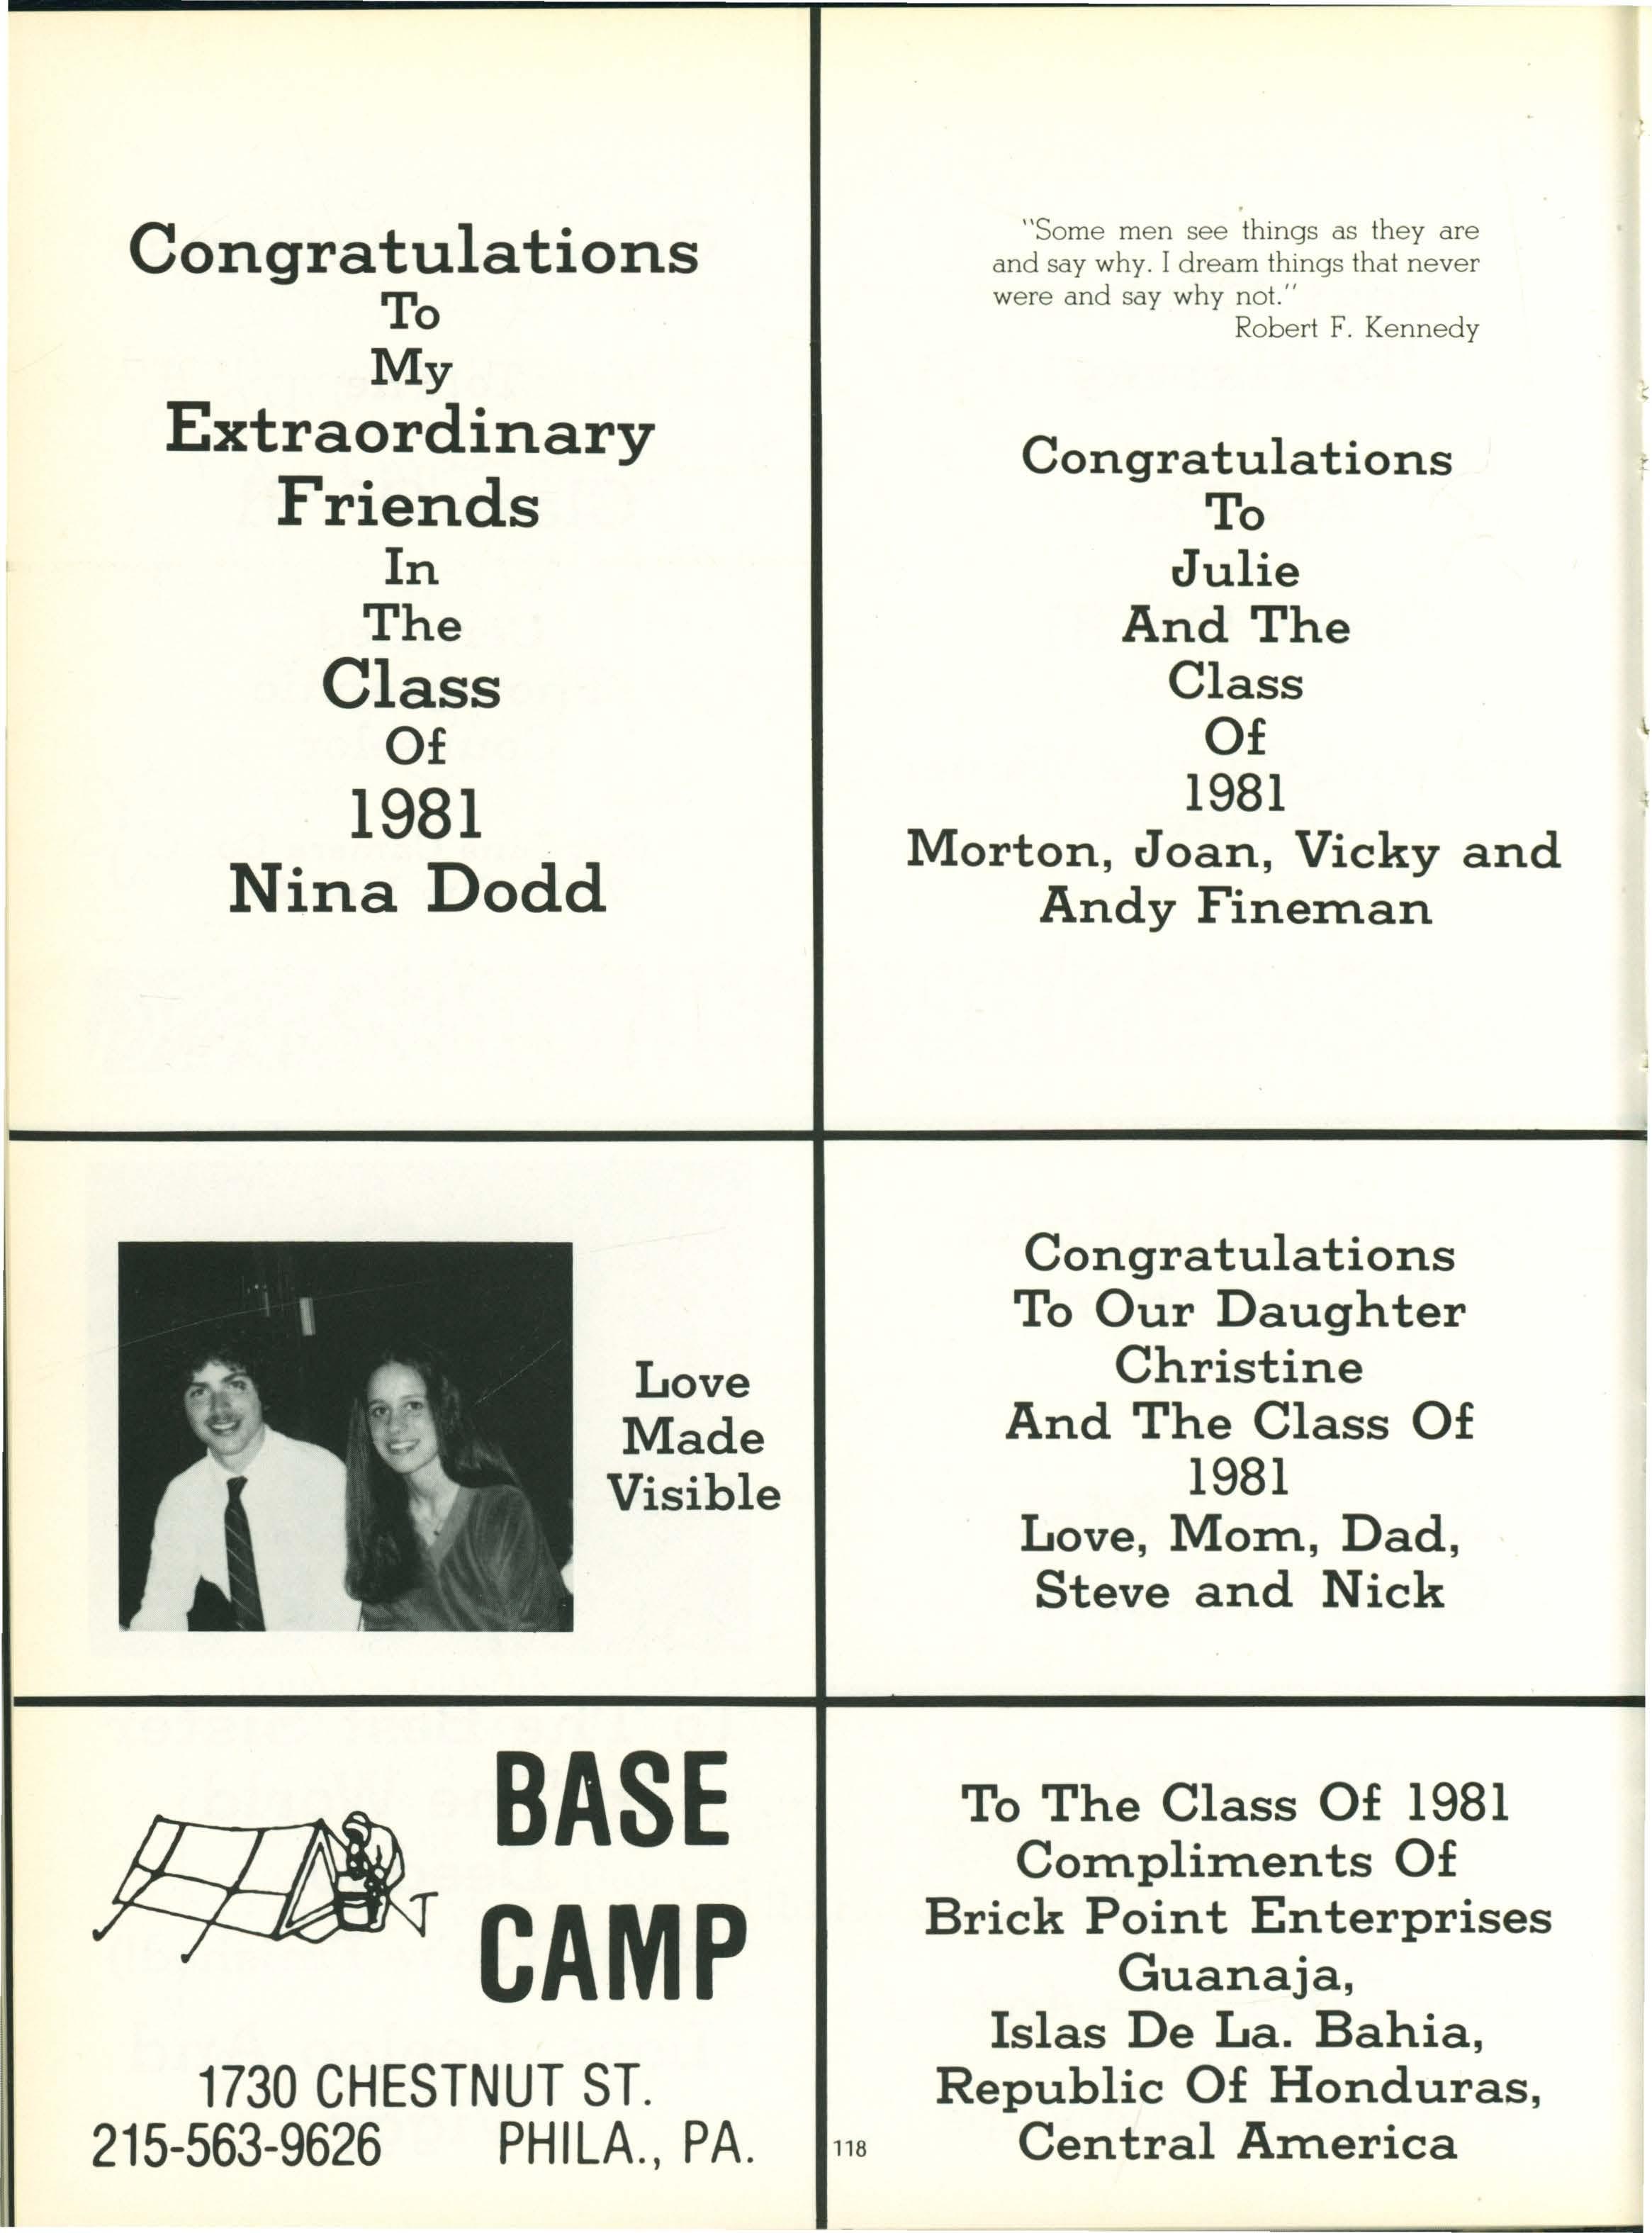 Congratulations
To
My
Extraordinary
Friends
In
The
Class
Of
1981
Nina Dodd
"Some men see things as they are
and say why. I dream things that never
were and say why not."
Robert F. Kennedy
Congratulations
To
Julie
And The
Class
Of
1981
Morton, Joan, Vicky and
Andy Fineman
Love
Made
Visible
Congratulations
To Our Daughter
Christine
And The Class Of
1981
Love, Mom, Dad,
Steve and Nick
BASE
CAMP
1730 CHESTNUT ST.
215-563-9626 PHILA., PA.
To The Class Of 1981
Compliments Of
Brick Point Enterprises
Guanaja,
Islas De La. Bahia,
Republic Of Honduras,
Central America
118